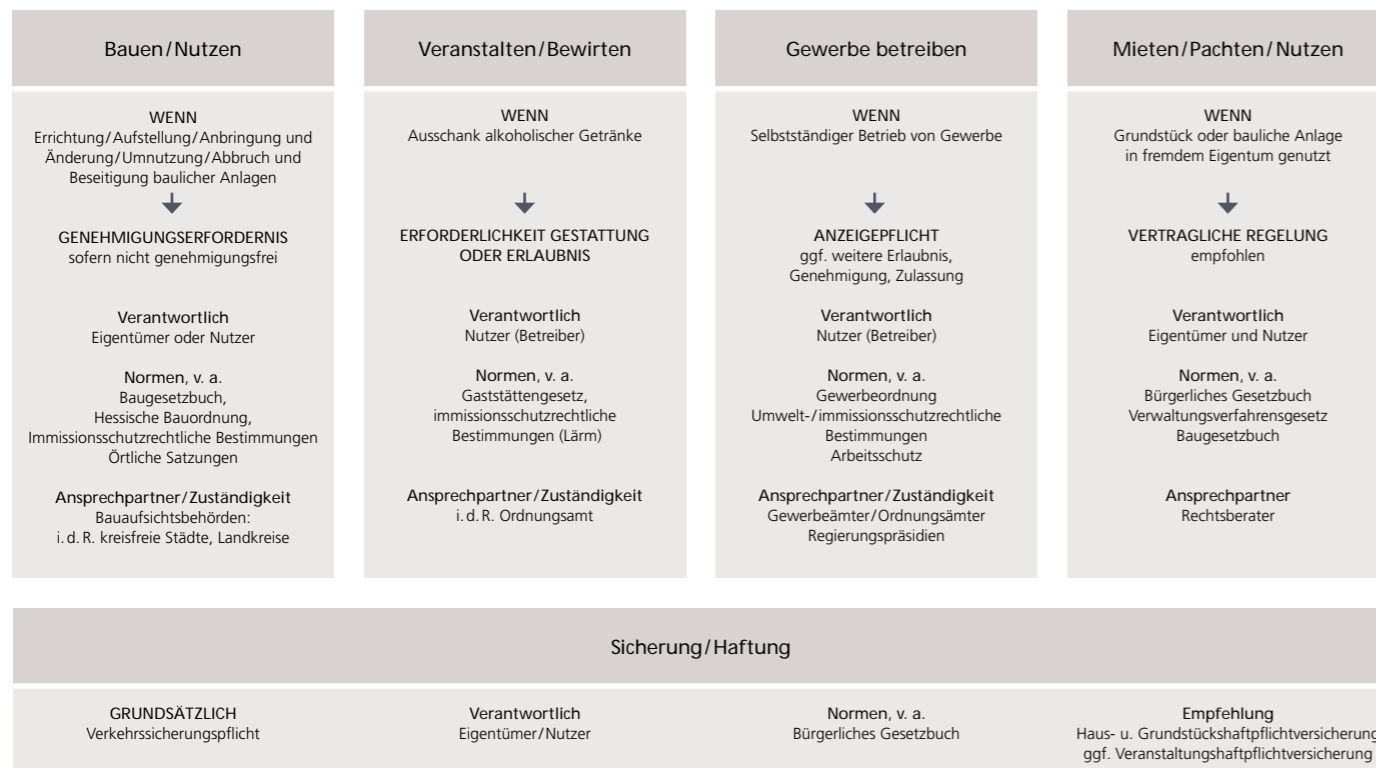 Bauen/Nutzen
WENN
Errichtung/Aufstellung/Anbringung und
Änderung/Umnutzung/Abbruch und
Beseitigung baulicher Anlagen
GENEHMIGUNGSERFORDERNIS
sofern nicht genehmigungsfrei
Verantwortlich
Eigentümer oder Nutzer
Normen, v. a.
Baugesetzbuch,
Hessische Bauordnung,
Immissionsschutzrechtliche Bestimmungen
Örtliche Satzungen
Ansprechpartner/Zuständigkeit
Bauaufsichtsbehörden:
i. d. R. kreisfreie Städte, Landkreise
Veranstalten/Bewirten
WENN
Ausschank alkoholischer Getränke
ERFORDERLICHKEIT GESTATTUNG
ODER ERLAUBNIS
Verantwortlich
Nutzer (Betreiber)
Normen, v. a.
Gaststättengesetz,
immissionsschutzrechtliche
Bestimmungen (Lärm)
Ansprechpartner/Zuständigkeit
i. d. R. Ordnungsamt
Gewerbe betreiben
WENN
Selbstständiger Betrieb von Gewerbe
ANZEIGEPFLICHT
ggf. weitere Erlaubnis,
Genehmigung, Zulassung
Verantwortlich
Nutzer (Betreiber)
Normen, v. a.
Gewerbeordnung
Umwelt-/immissionsschutzrechtliche
Bestimmungen
Arbeitsschutz
Ansprechpartner/Zuständigkeit
Gewerbeämter/Ordnungsämter
Regierungspräsidien
Mieten/Pachten/Nutzen
WENN
Grundstück oder bauliche Anlage
in fremdem Eigentum genutzt
VERTRAGLICHE REGELUNG
empfohlen
Verantwortlich
Eigentümer und Nutzer
Normen, v. a.
Bürgerliches Gesetzbuch
Verwaltungsverfahrensgesetz
Baugesetzbuch
Ansprechpartner
Rechtsberater
Sicherung/Haftung
GRUNDSÄTZLICH
Verkehrssicherungspflicht
Verantwortlich
Eigentümer/Nutzer
Normen, v. a.
Bürgerliches Gesetzbuch
Empfehlung
Haus- u. Grundstückshaftpflichtversicherung
ggf. Veranstaltungshaftpflichtversicherung